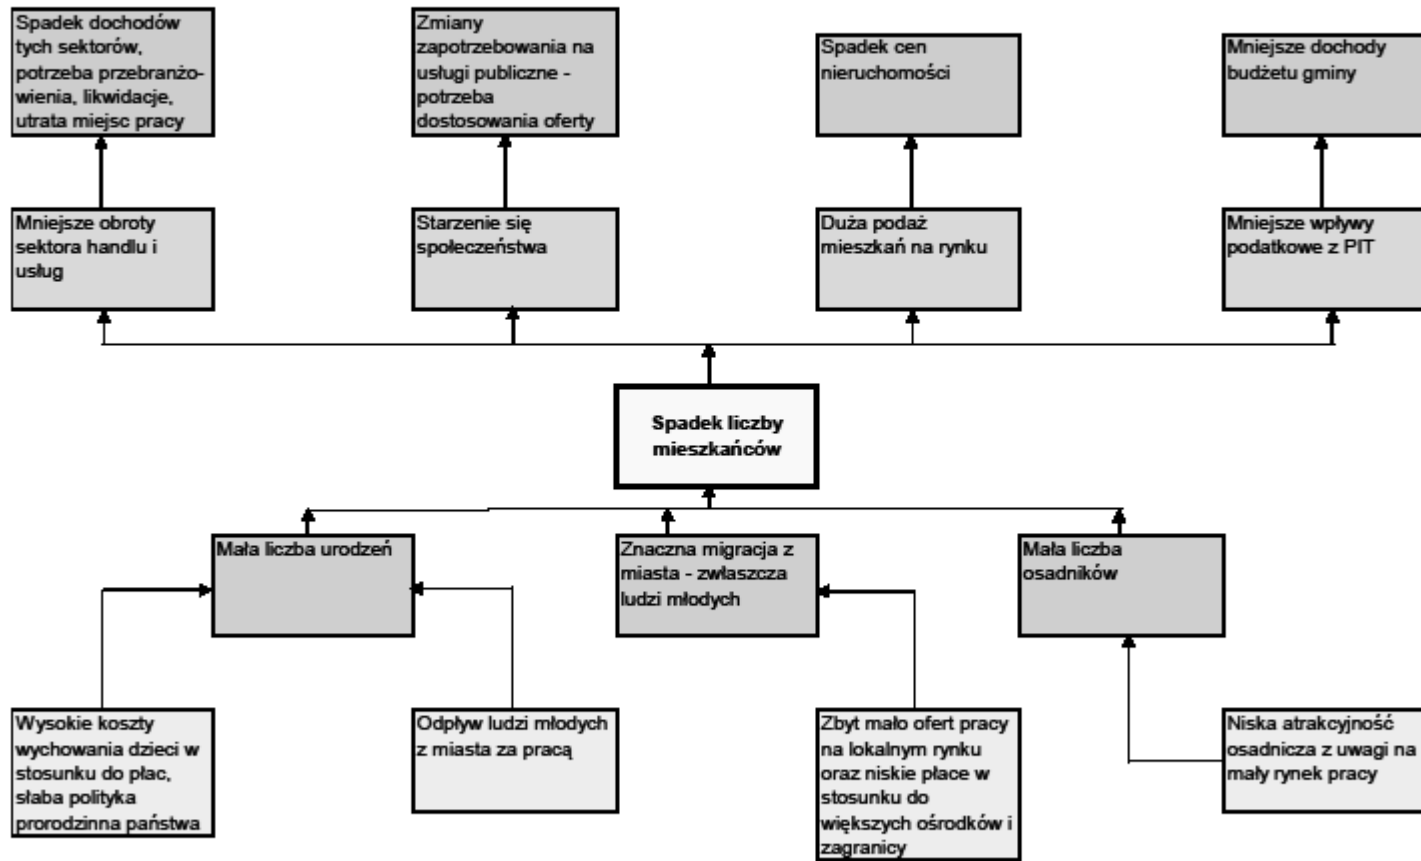 Spadek dochodów
tych sektorów,
potrzeba przebranżo-
wienia, likwidacje,
utrata miejsc pracy
Zmiany
zapotrzebowania na
usługi publiczne -
potrzeba
dostosowania oferty
Spadek cen
nieruchomości
Mniejsze dochody
budżetu gminy
Mniejsze obroty
sektora handlu i
usług
Starzenie się
społeczeństwa
Duża podaż
mieszkań na rynku
Mniejsze wpływy
podatkowe z PIT
Spadek liczby
mieszkańców
Mała liczba urodzeń
Znaczna migracja z
miasta - zwłaszcza
ludzi młodych
Mała liczba
osadników
Wysokie koszty
wychowania dzieci w
stosunku do płac,
słaba polityka
prorodzinna państwa
Odpływ ludzi młodych
z miasta za pracą
Zbyt mało ofert pracy
na lokalnym rynku
oraz niskie płace w
stosunku do
większych ośrodków i
zagranicy
Niska atrakcyjność
osadnicza z uwagi na
mały rynek pracy